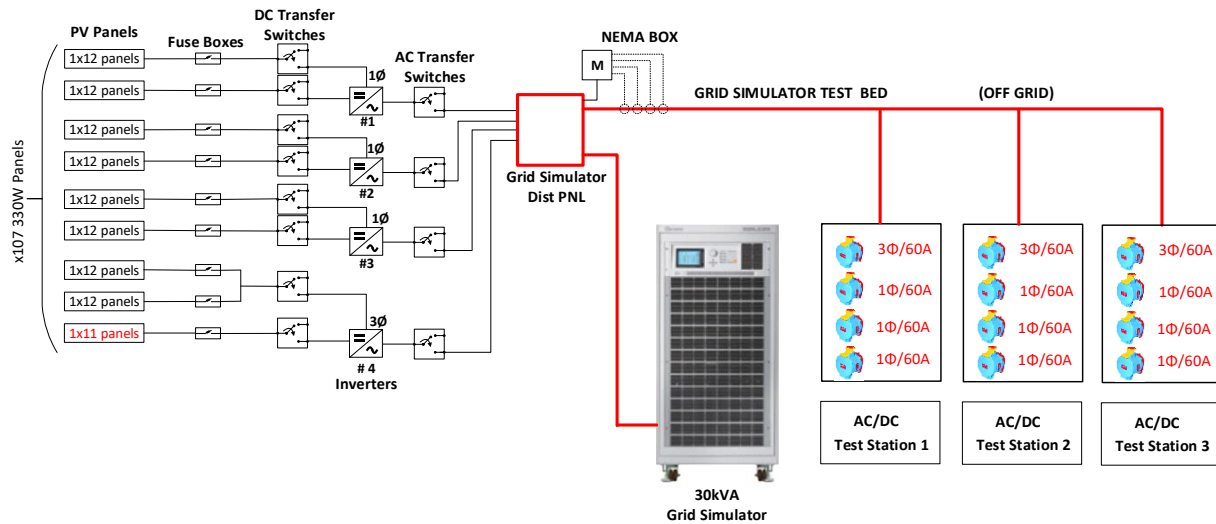 PV Panels
Fuse Boxes
DC Transfer
Switches
AC Transfer
Switches
NEMA BOX
M
GRID SIMULATOR TEST BED
(OFF GRID)
x107 330W Panels
1x12 panels
1x12 panels
1x12 panels
1x12 panels
1x12 panels
1x12 panels
1x12 panels
1x12 panels
1x11 panels
1Ø
#1
1Ø
#2
1Ø
#3
3Ø
# 4
Inverters
Grid Simulator
Dist PNL
30kVA
Grid Simulator
3Φ/60A
1Φ/60A
1Φ/60A
1Φ/60A
AC/DC
Test Station 1
3Φ/60A
1Φ/60A
1Φ/60A
1Φ/60A
AC/DC
Test Station 2
3Φ/60A
1Φ/60A
1Φ/60A
1Φ/60A
AC/DC
Test Station 3